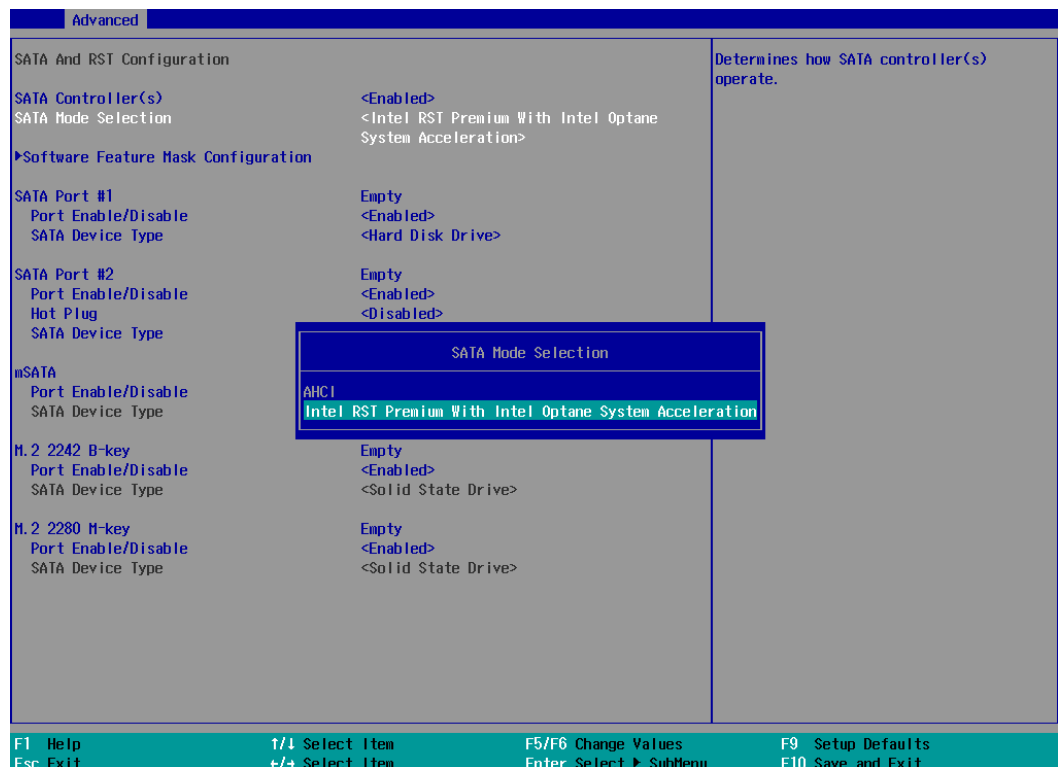 Advanced
SATA And RST Configuration
Determines how SATA controller(s)
operate.
SATA Controller(s) <Enabled>
SATA Mode Selection <Intel RST Premium With Intel Optane
System Acceleration>
▶Software Feature Mask Configuration
SATA Port #1 Empty
Port Enable/Disable <Enabled>
SATA Device Type <Hard Disk Drive>
SATA Port #2 Empty
Port Enable/Disable <Enabled>
Hot Plug <Disabled>
SATA Device Type
SATA Mode Selection
AHCI
Intel RST Premium With Intel Optane System Acceleration
mSATA
Port Enable/Disable
SATA Device Type
M.2 2242 B-key Empty
Port Enable/Disable <Enabled>
SATA Device Type <Solid State Drive>
M.2 2280 M-key Empty
Port Enable/Disable <Enabled>
SATA Device Type <Solid State Drive>
F1 Help ↑/↓ Select Item F5/F6 Change Values F9 Setup Defaults
Esc Exit ←/→ Select Item Enter Select ▶ SubMenu F10 Save and Exit